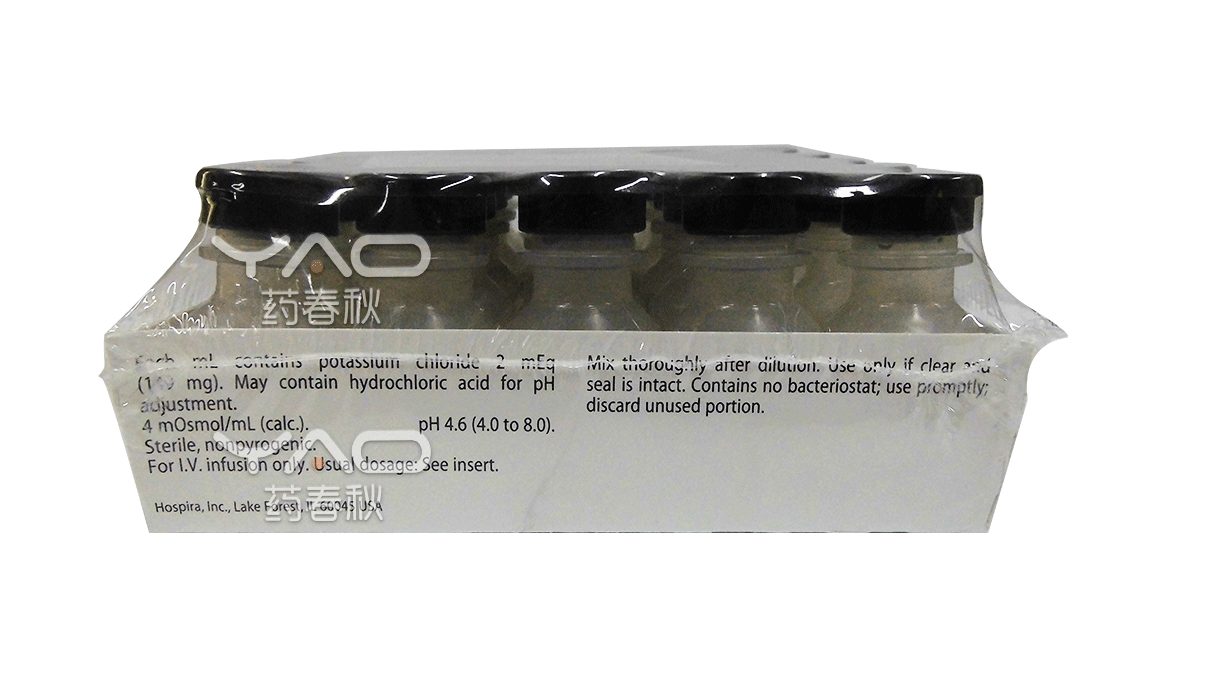 YAO
药春秋
Each mL contains potassium chloride 2 mEq
(149 mg). May contain hydrochloric acid for pH
adjustment.
4 mOsmol/mL (calc.). pH 4.6 (4.0 to 8.0).
Sterile, nonpyrogenic.
For I.V. infusion only. Usual dosage: See insert.
Hospira, Inc., Lake Forest, IL 60045 USA
Mix thoroughly after dilution. Use only if clear and
seal is intact. Contains no bacteriostat; use promptly;
discard unused portion.
YAO
药春秋